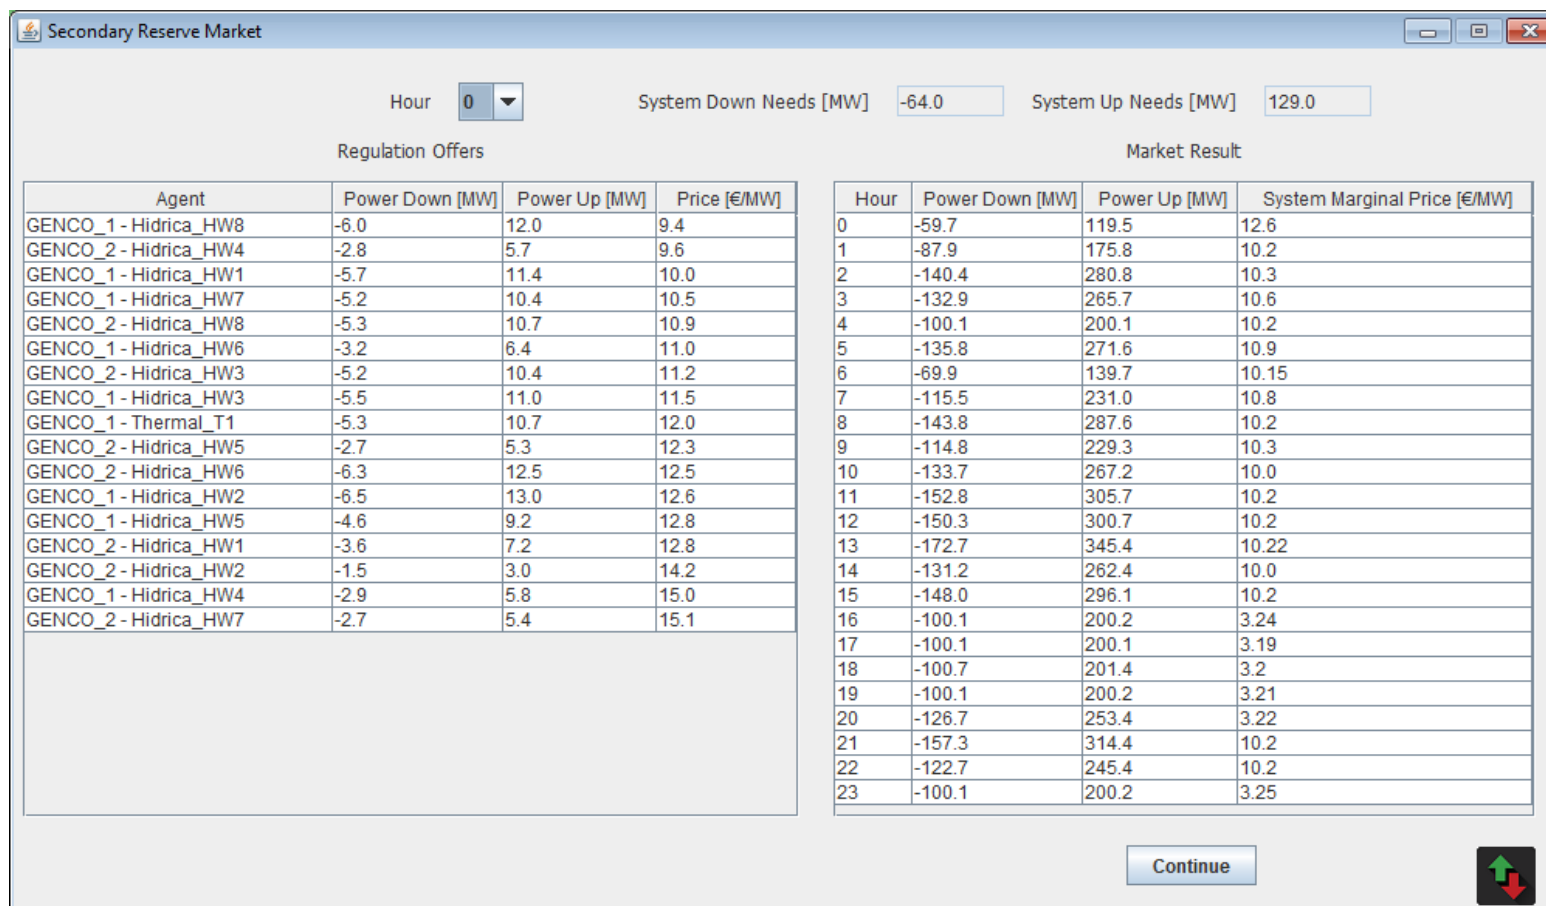 Secondary Reserve Market
Hour 0 System Down Needs [MW] -64.0 System Up Needs [MW] 129.0
Regulation Offers Market Result
Agent Power Down [MW] Power Up [MW] Price [€/MW] Hour Power Down [MW] Power Up [MW] System Marginal Price [€/MW]
GENCO_1 - Hidrica_HW8 -6.0 12.0 9.4 0 -59.7 119.5 12.6
GENCO_2 - Hidrica_HW4 -2.8 5.7 9.6 1 -87.9 175.8 10.2
GENCO_1 - Hidrica_HW1 -5.7 11.4 10.0 2 -140.4 280.8 10.3
GENCO_1 - Hidrica_HW7 -5.2 10.4 10.5 3 -132.9 265.7 10.6
GENCO_2 - Hidrica_HW8 -5.3 10.7 10.9 4 -100.1 200.1 10.2
GENCO_1 - Hidrica_HW6 -3.2 6.4 11.0 5 -135.8 271.6 10.9
GENCO_2 - Hidrica_HW3 -5.2 10.4 11.2 6 -69.9 139.7 10.15
GENCO_1 - Hidrica_HW3 -5.5 11.0 11.5 7 -115.5 231.0 10.8
GENCO_1 - Thermal_T1 -5.3 10.7 12.0 8 -143.8 287.6 10.2
GENCO_2 - Hidrica_HW5 -2.7 5.3 12.3 9 -114.8 229.3 10.3
GENCO_2 - Hidrica_HW6 -6.3 12.5 12.5 10 -133.7 267.2 10.0
GENCO_1 - Hidrica_HW2 -6.5 13.0 12.6 11 -152.8 305.7 10.2
GENCO_1 - Hidrica_HW5 -4.6 9.2 12.8 12 -150.3 300.7 10.2
GENCO_2 - Hidrica_HW1 -3.6 7.2 12.8 13 -172.7 345.4 10.22
GENCO_2 - Hidrica_HW2 -1.5 3.0 14.2 14 -131.2 262.4 10.0
GENCO_1 - Hidrica_HW4 -2.9 5.8 15.0 15 -148.0 296.1 10.2
GENCO_2 - Hidrica_HW7 -2.7 5.4 15.1 16 -100.1 200.2 3.24
17 -100.1 200.1 3.19
18 -100.7 201.4 3.2
19 -100.1 200.2 3.21
20 -126.7 253.4 3.22
21 -157.3 314.4 10.2
22 -122.7 245.4 10.2
23 -100.1 200.2 3.25
Continue